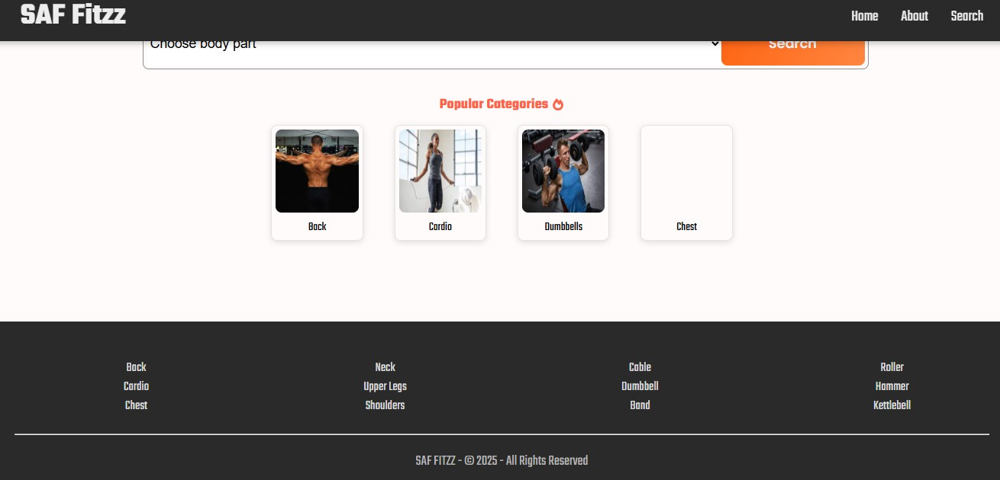 SAF Fitzz
Home About Search
Choose body part
Search
Popular Categories
Back Cardio Dumbbells Chest
Back Neck Cable Roller
Cardio Upper Legs Dumbbell Hammer
Chest Shoulders Band Kettlebell
SAF FITZZ - © 2025 - All Rights Reserved